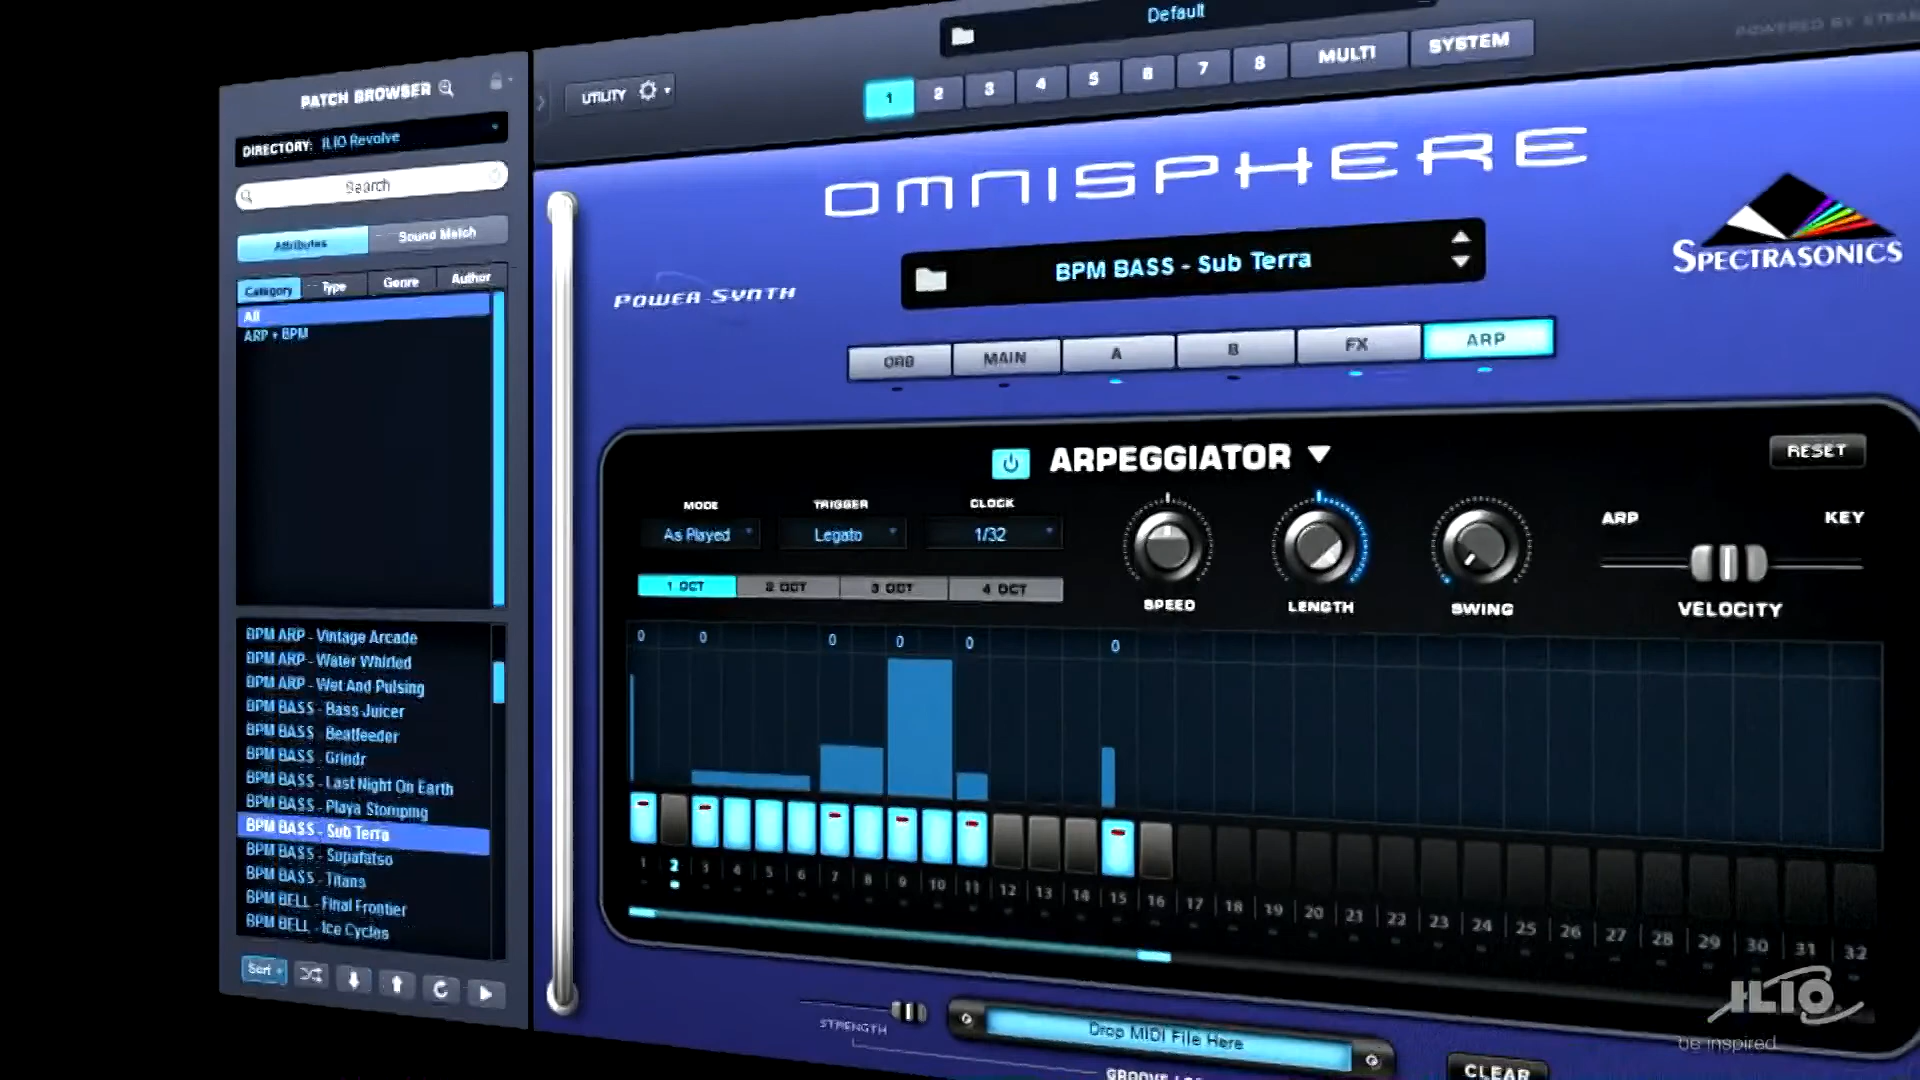 PATCH BROWSER
DIRECTORY: ILIO Revolve
Search
Attributes
Sound Match
Category
Type
Genre
Author
All
ARP + BPM
BPM ARP - Vintage Arcade
BPM ARP - Water Whirled
BPM ARP - Wet And Pulsing
BPM BASS - Bass Juicer
BPM BASS - Beatfeeder
BPM BASS - Grindr
BPM BASS - Last Night On Earth
BPM BASS - Playa Stomping
BPM BASS - Sub Terra
BPM BASS - Supafatso
BPM BASS - Titans
BPM BELL - Final Frontier
BPM BELL - Ice Cycles
Sort
Default
UTILITY
1 2 3 4 5 6 7 8 MULTI SYSTEM
POWERED BY
OMNISPHERE
POWER SYNTH
BPM BASS - Sub Terra
SPECTRASONICS
ORB MAIN A B FX ARP
ARPEGGIATOR
RESET
MODE TRIGGER CLOCK
As Played Legato 1/32
1 OCT 2 OCT 3 OCT 4 OCT
SPEED LENGTH SWING
ARP KEY
VELOCITY
0 0 0 0 0 0
1 2 3 4 5 6 7 8 9 10 11 12 13 14 15 16 17 18 19 20 21 22 23 24 25 26 27 28 29 30 31 32
STRENGTH
Drop MIDI File Here
CLEAR
ILIO
be inspired